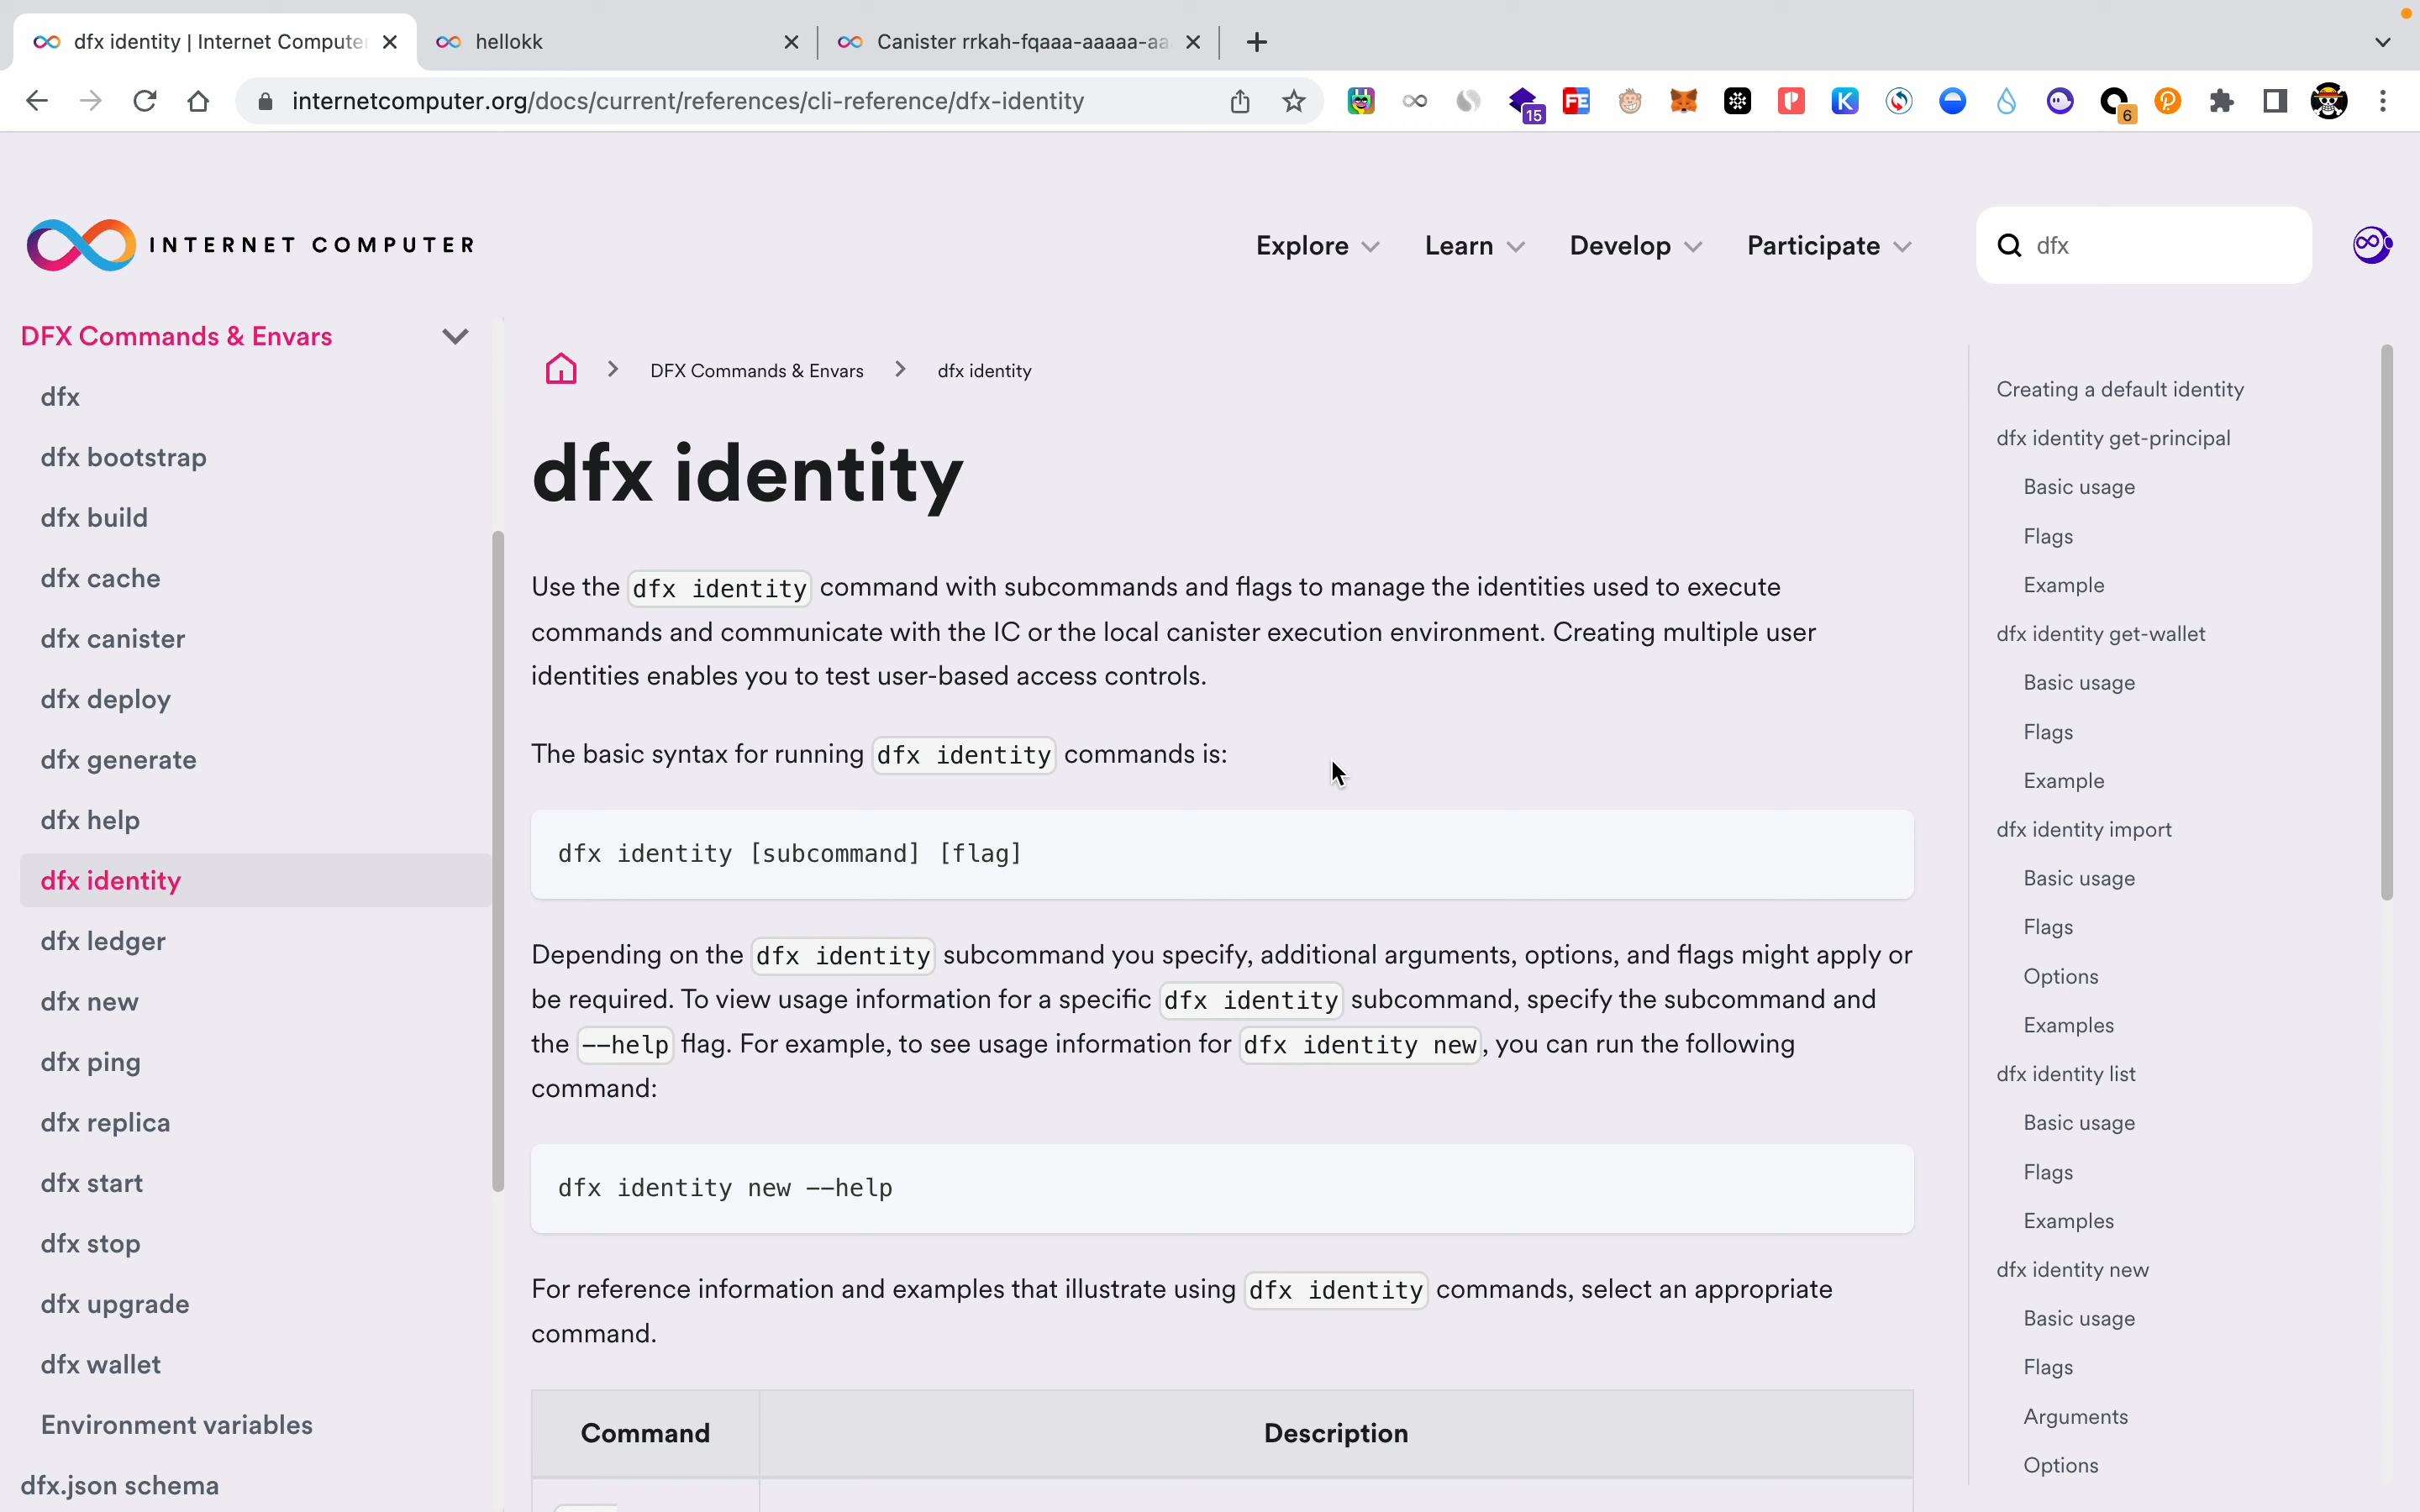 dfx identity | Internet Computer
hellokk
Canister rrkah-fqaaa-aaaaa-aa
internetcomputer.org/docs/current/references/cli-reference/dfx-identity
15
FE
K
6
INTERNET COMPUTER
Explore
Learn
Develop
Participate
dfx
DFX Commands & Envars
dfx
dfx bootstrap
dfx build
dfx cache
dfx canister
dfx deploy
dfx generate
dfx help
dfx identity
dfx ledger
dfx new
dfx ping
dfx replica
dfx start
dfx stop
dfx upgrade
dfx wallet
Environment variables
dfx.json schema
DFX Commands & Envars
dfx identity
dfx identity
Use the dfx identity command with subcommands and flags to manage the identities used to execute
commands and communicate with the IC or the local canister execution environment. Creating multiple user
identities enables you to test user-based access controls.
The basic syntax for running dfx identity commands is:
dfx identity [subcommand] [flag]
Depending on the dfx identity subcommand you specify, additional arguments, options, and flags might apply or
be required. To view usage information for a specific dfx identity subcommand, specify the subcommand and
the --help flag. For example, to see usage information for dfx identity new, you can run the following
command:
dfx identity new --help
For reference information and examples that illustrate using dfx identity commands, select an appropriate
command.
Command
Description
Creating a default identity
dfx identity get-principal
Basic usage
Flags
Example
dfx identity get-wallet
Basic usage
Flags
Example
dfx identity import
Basic usage
Flags
Options
Examples
dfx identity list
Basic usage
Flags
Examples
dfx identity new
Basic usage
Flags
Arguments
Options